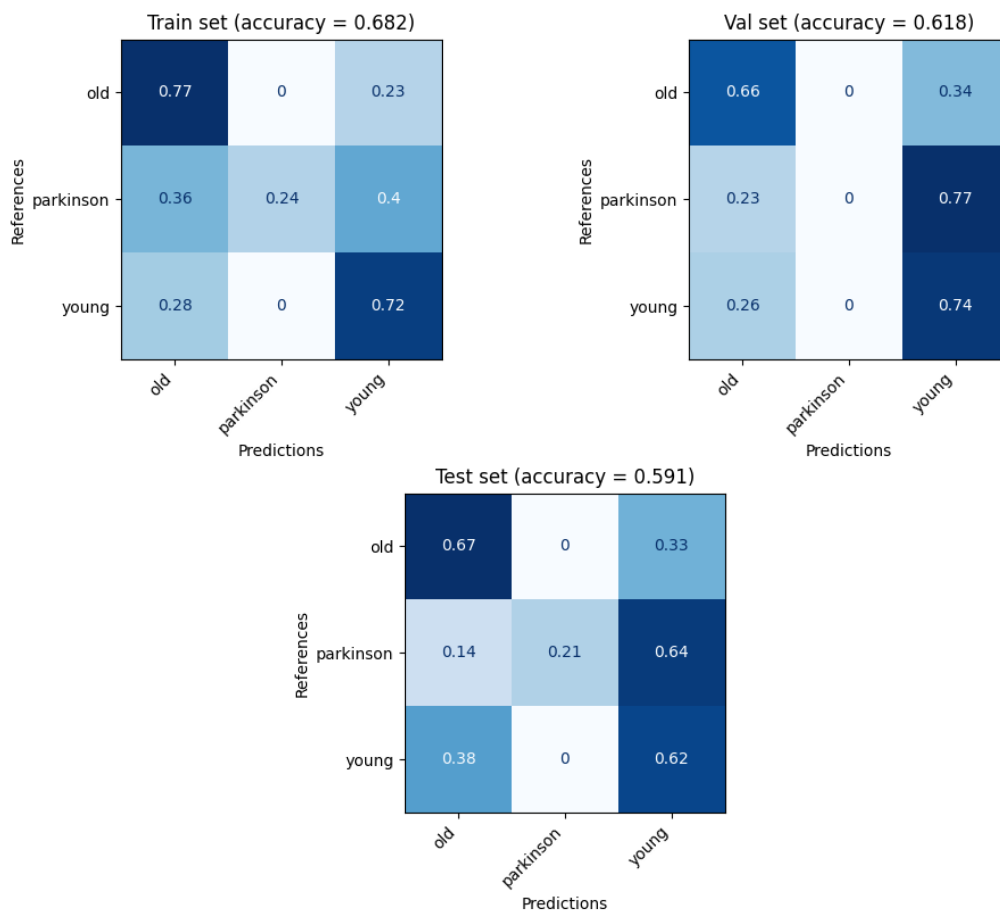 Train set (accuracy = 0.682)
References
old
0.77 0 0.23
parkinson
0.36 0.24 0.4
young
0.28 0 0.72
old parkinson young
Predictions
Val set (accuracy = 0.618)
References
old
0.66 0 0.34
parkinson
0.23 0 0.77
young
0.26 0 0.74
old parkinson young
Predictions
Test set (accuracy = 0.591)
References
old
0.67 0 0.33
parkinson
0.14 0.21 0.64
young
0.38 0 0.62
old parkinson young
Predictions